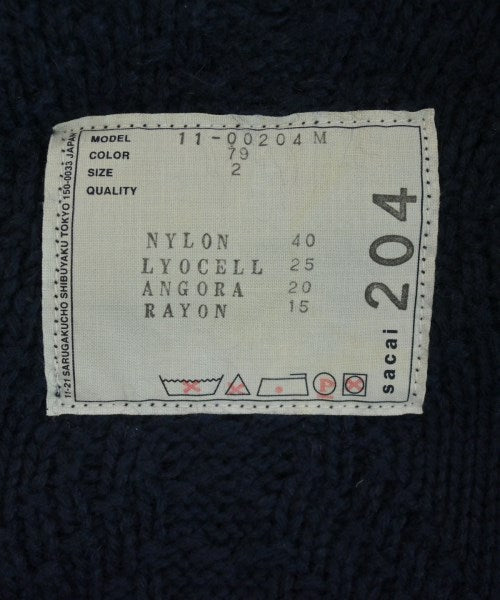 MODEL 11-00204 M
COLOR 79
SIZE 2
QUALITY
NYLON 40
LYOCELL 25
ANGORA 20
RAYON 15
P
sacai 204
11-21 SARUGAKUCHO SHIBUYAKU TOKYO 150-0033 JAPAN